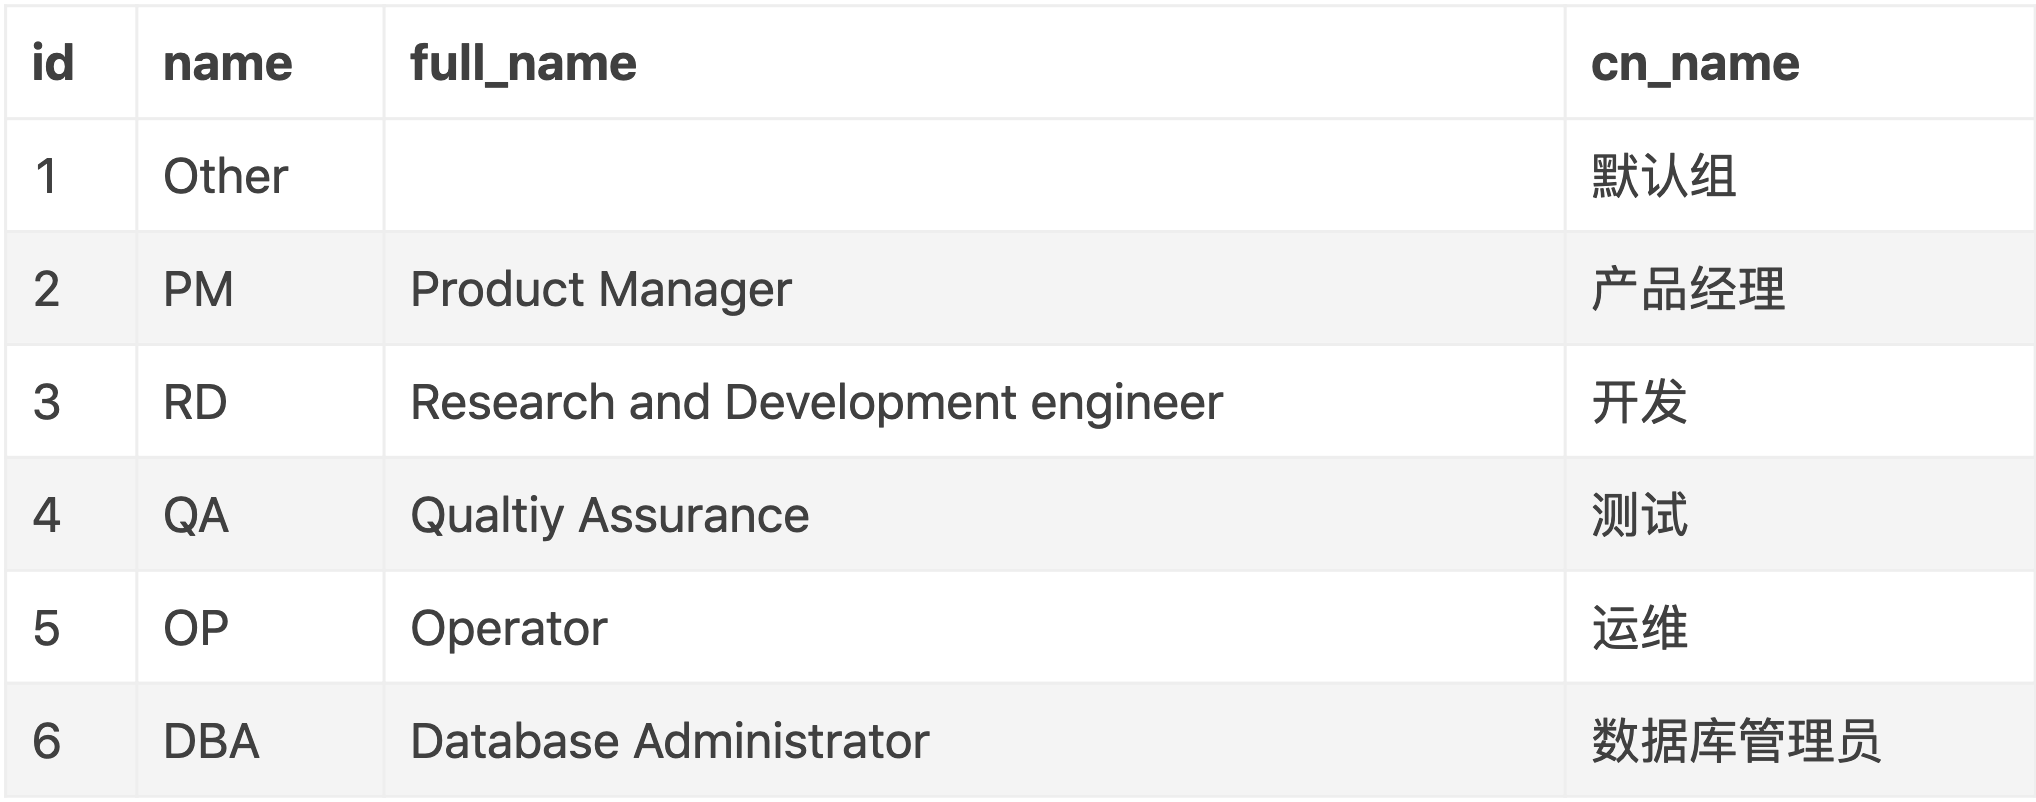 id name full_name cn_name
1 Other 默认组
2 PM Product Manager 产品经理
3 RD Research and Development engineer 开发
4 QA Qualtiy Assurance 测试
5 OP Operator 运维
6 DBA Database Administrator 数据库管理员